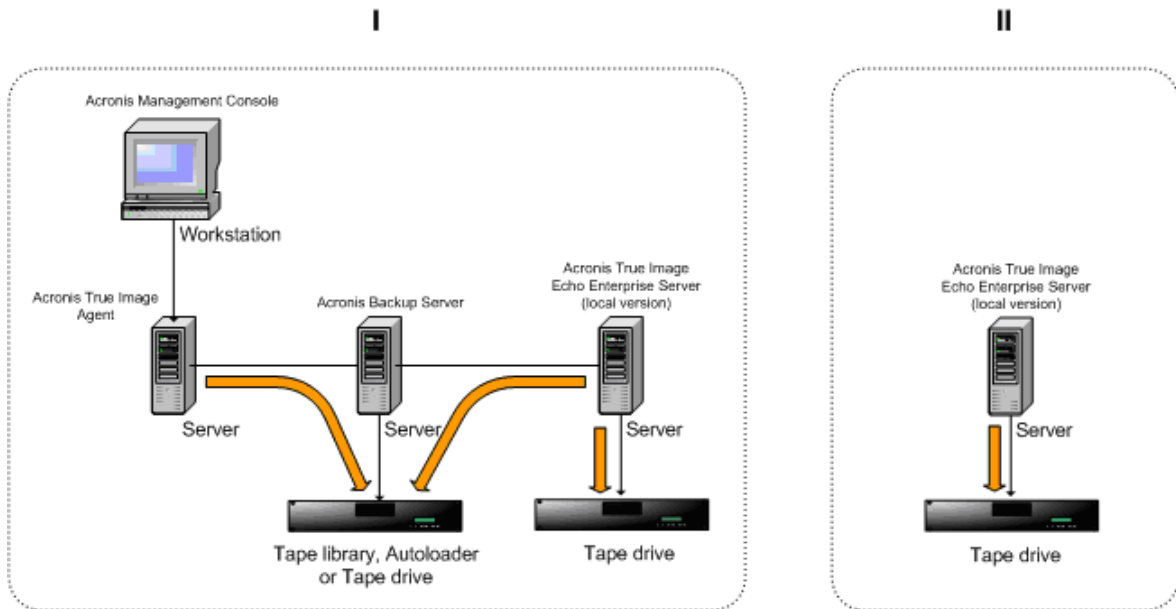 I
II
Acronis Management Console
Workstation
Acronis True Image
Agent
Server
Acronis Backup Server
Server
Acronis True Image
Echo Enterprise Server
(local version)
Server
Tape library, Autoloader
or Tape drive
Tape drive
Acronis True Image
Echo Enterprise Server
(local version)
Server
Tape drive